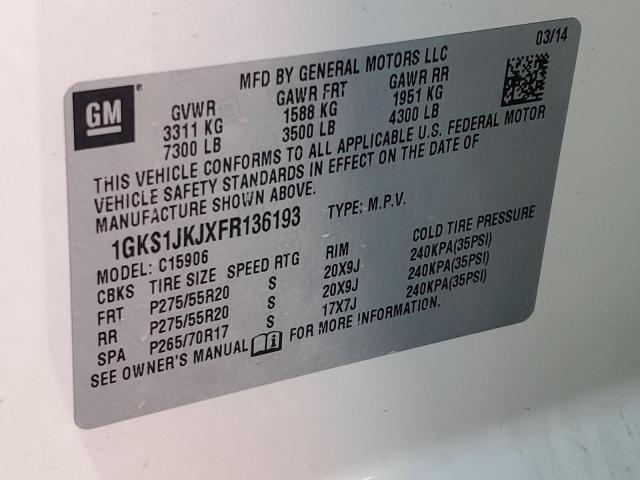 03/14
MFD BY GENERAL MOTORS LLC
GM®
GVWR GAWR FRT GAWR RR
3311 KG 1588 KG 1951 KG
7300 LB 3500 LB 4300 LB
THIS VEHICLE CONFORMS TO ALL APPLICABLE U.S. FEDERAL MOTOR
VEHICLE SAFETY STANDARDS IN EFFECT ON THE DATE OF
MANUFACTURE SHOWN ABOVE.
1GKS1JKJXFR136193 TYPE: M.P.V.
MODEL: C15906
CBKS TIRE SIZE SPEED RTG RIM COLD TIRE PRESSURE
FRT P275/55R20 S 20X9J 240KPA(35PSI)
RR P275/55R20 S 20X9J 240KPA(35PSI)
SPA P265/70R17 S 17X7J 240KPA(35PSI)
SEE OWNER'S MANUAL FOR MORE INFORMATION.